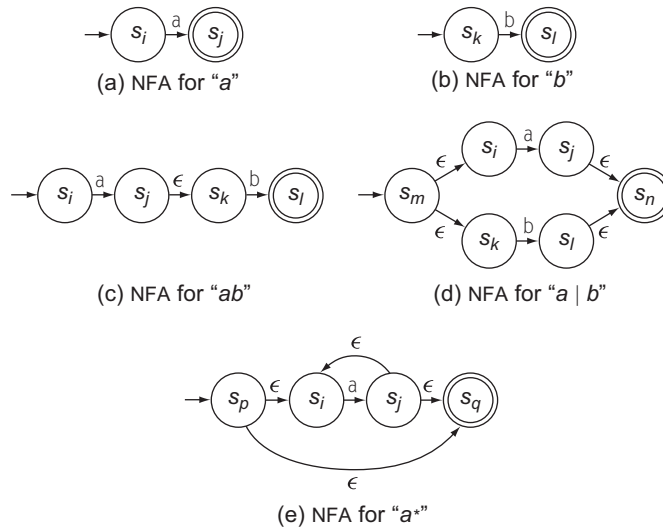 a
s_i s_j
(a) NFA for “a”
b
s_k s_l
(b) NFA for “b”
a ϵ b
s_i s_j s_k s_l
(c) NFA for “ab”
a
s_i s_j
ϵ ϵ
s_m s_n
ϵ ϵ
b
s_k s_l
(d) NFA for “a | b”
ϵ
ϵ a ϵ
s_p s_i s_j s_q
ϵ
(e) NFA for “a*”